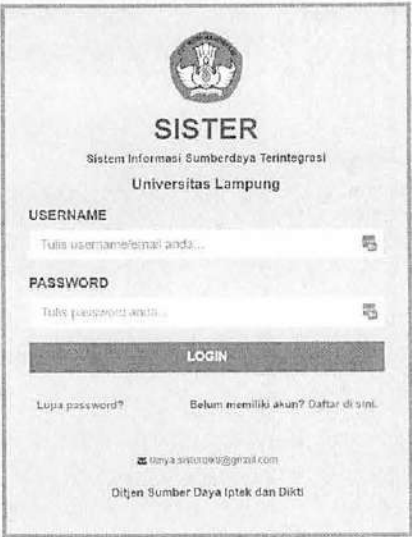 SISTER
Sistem Informasi Sumberdaya Terintegrasi
Universitas Lampung
USERNAME
Tulis username/email anda...
PASSWORD
Tulis password anda...
LOGIN
Lupa password? Belum memiliki akun? Daftar di sini.
Ditjen Sumber Daya Iptek dan Dikti